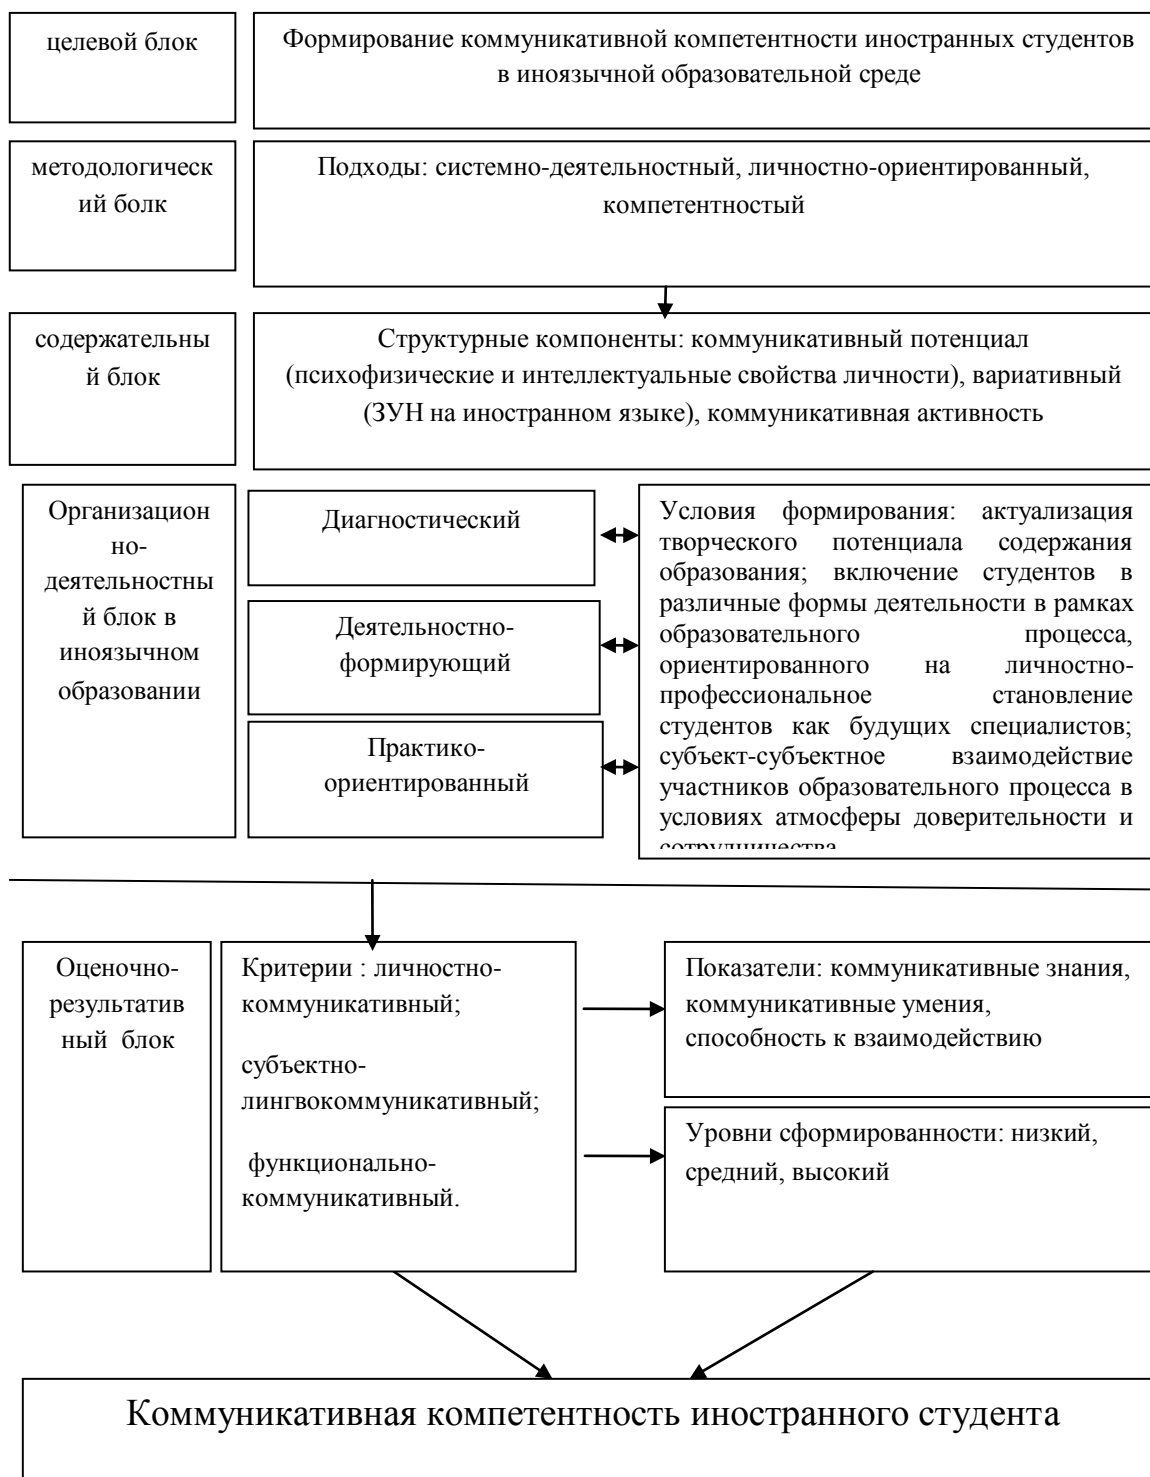 целевой блок
Формирование коммуникативной компетентности иностранных студентов
в иноязычной образовательной среде
методологическ
ий болк
Подходы: системно-деятельностный, личностно-ориентированный,
компетентостый
содержательны
й блок
Структурные компоненты: коммуникативный потенциал
(психофизические и интеллектуальные свойства личности), вариативный
(ЗУН на иностранном языке), коммуникативная активность
Организацион
но-
деятельностны
й блок в
иноязычном
образовании
Диагностический
Деятельностно-
формирующий
Практико-
ориентированный
Условия формирования: актуализация
творческого потенциала содержания
образования; включение студентов в
различные формы деятельности в рамках
образовательного процесса,
ориентированного на личностно-
профессиональное становление
студентов как будущих специалистов;
субъект-субъектное взаимодействие
участников образовательного процесса в
условиях атмосферы доверительности и
сотрудничества
Оценочно-
результатив
ный блок
Критерии : личностно-
коммуникативный;
субъектно-
лингвокоммуникативный;
функционально-
коммуникативный.
Показатели: коммуникативные знания,
коммуникативные умения,
способность к взаимодействию
Уровни сформированности: низкий,
средний, высокий
Коммуникативная компетентность иностранного студента